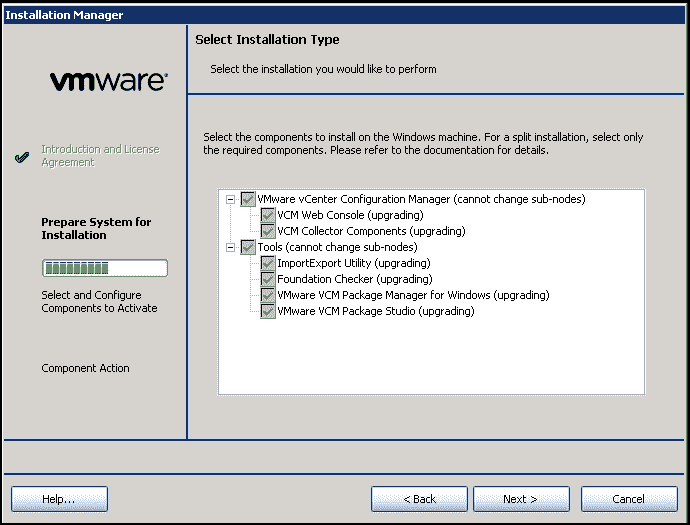 Installation Manager
Select Installation Type
Select the installation you would like to perform
vmware®
Introduction and License
Agreement
Prepare System for
Installation
Select and Configure
Components to Activate
Component Action
Select the components to install on the Windows machine. For a split installation, select only
the required components. Please refer to the documentation for details.
VMware vCenter Configuration Manager (cannot change sub-nodes)
VCM Web Console (upgrading)
VCM Collector Components (upgrading)
Tools (cannot change sub-nodes)
ImportExport Utility (upgrading)
Foundation Checker (upgrading)
VMware VCM Package Manager for Windows (upgrading)
VMware VCM Package Studio (upgrading)
Help...
< Back
Next >
Cancel